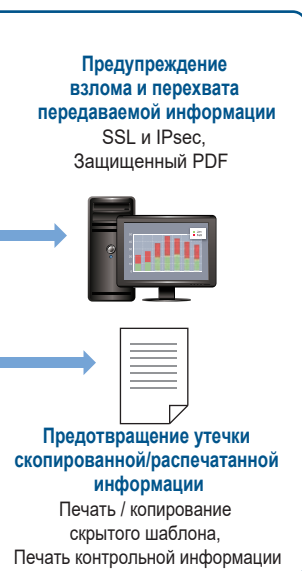 Предупреждение
взлома и перехвата
передаваемой информации
SSL и IPsec,
Защищенный PDF
Предотвращение утечки
скопированной/распечатанной
информации
Печать / копирование
скрытого шаблона,
Печать контрольной информации